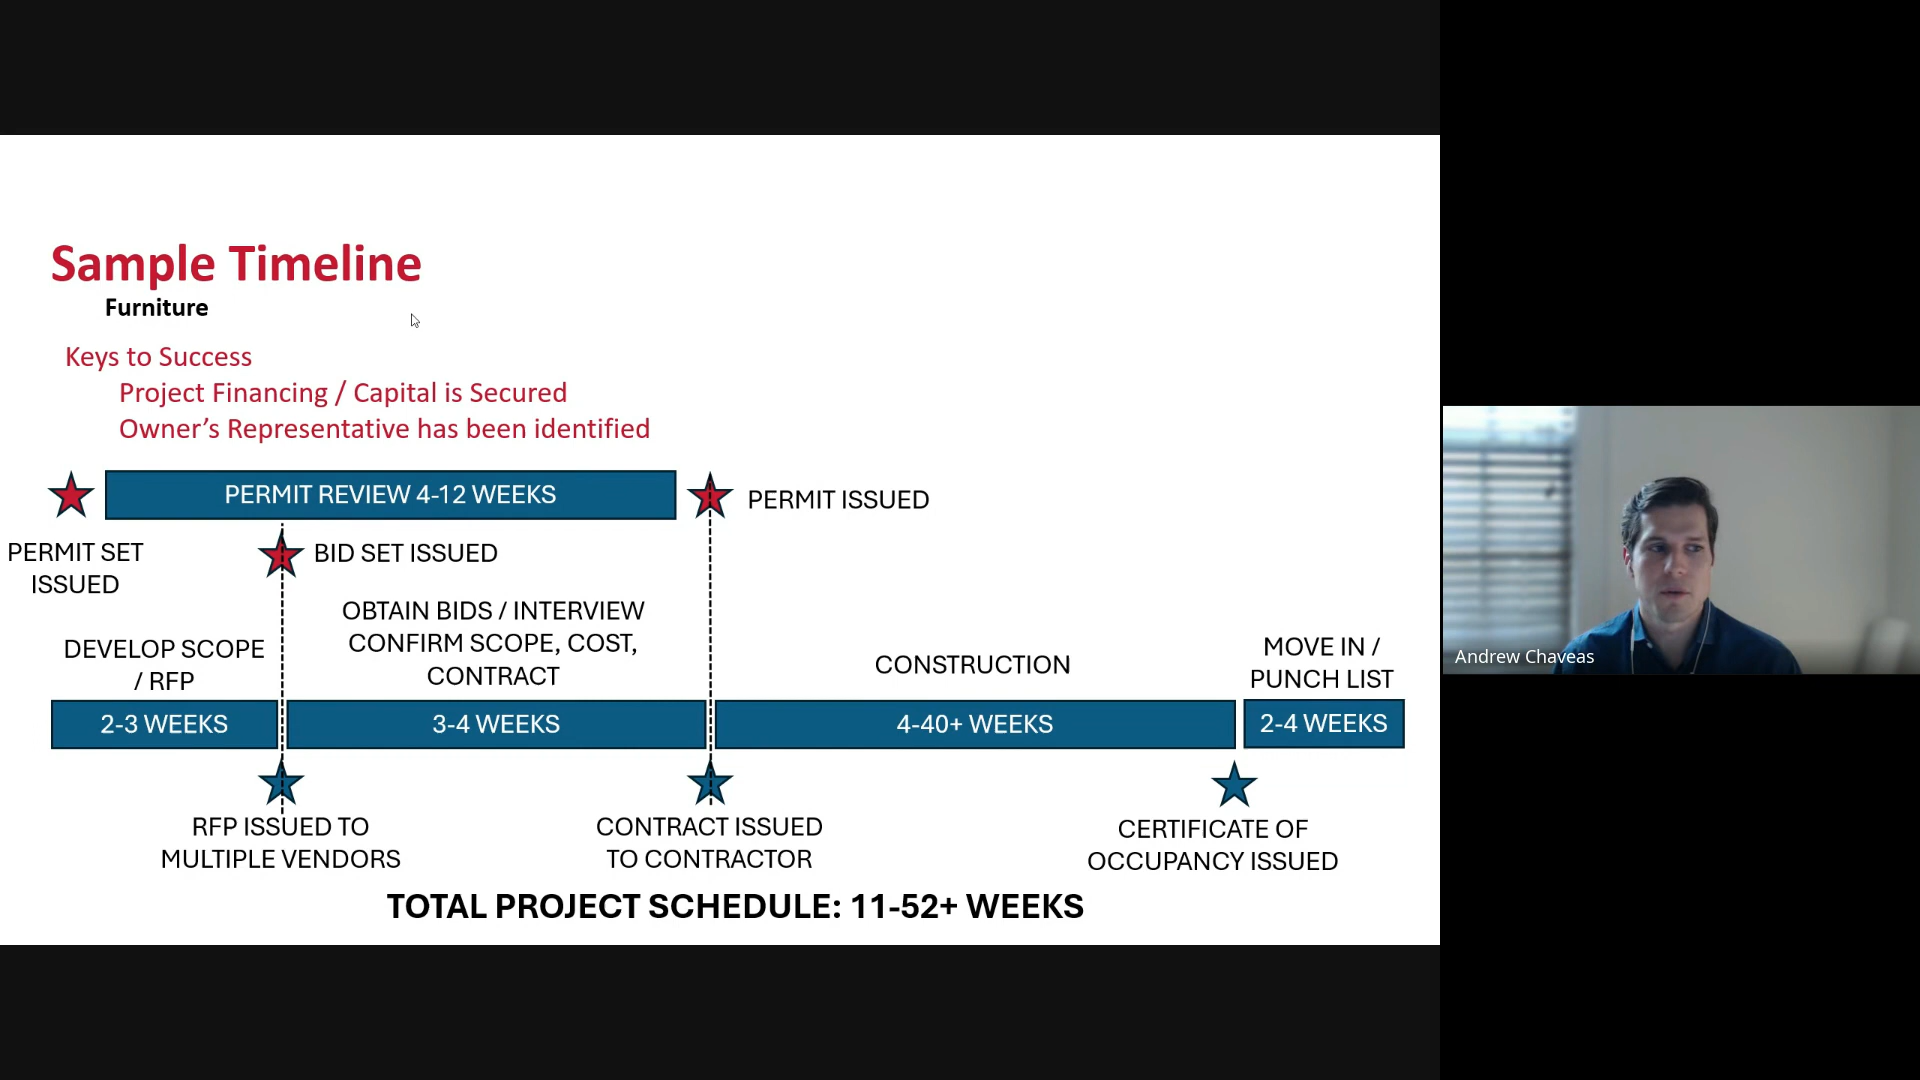 Sample Timeline
Furniture
Keys to Success
Project Financing / Capital is Secured
Owner’s Representative has been identified
PERMIT REVIEW 4-12 WEEKS
PERMIT ISSUED
PERMIT SET
ISSUED
BID SET ISSUED
DEVELOP SCOPE
/ RFP
OBTAIN BIDS / INTERVIEW
CONFIRM SCOPE, COST,
CONTRACT
CONSTRUCTION
MOVE IN /
PUNCH LIST
2-3 WEEKS
3-4 WEEKS
4-40+ WEEKS
2-4 WEEKS
RFP ISSUED TO
MULTIPLE VENDORS
CONTRACT ISSUED
TO CONTRACTOR
CERTIFICATE OF
OCCUPANCY ISSUED
TOTAL PROJECT SCHEDULE: 11-52+ WEEKS
Andrew Chaveas